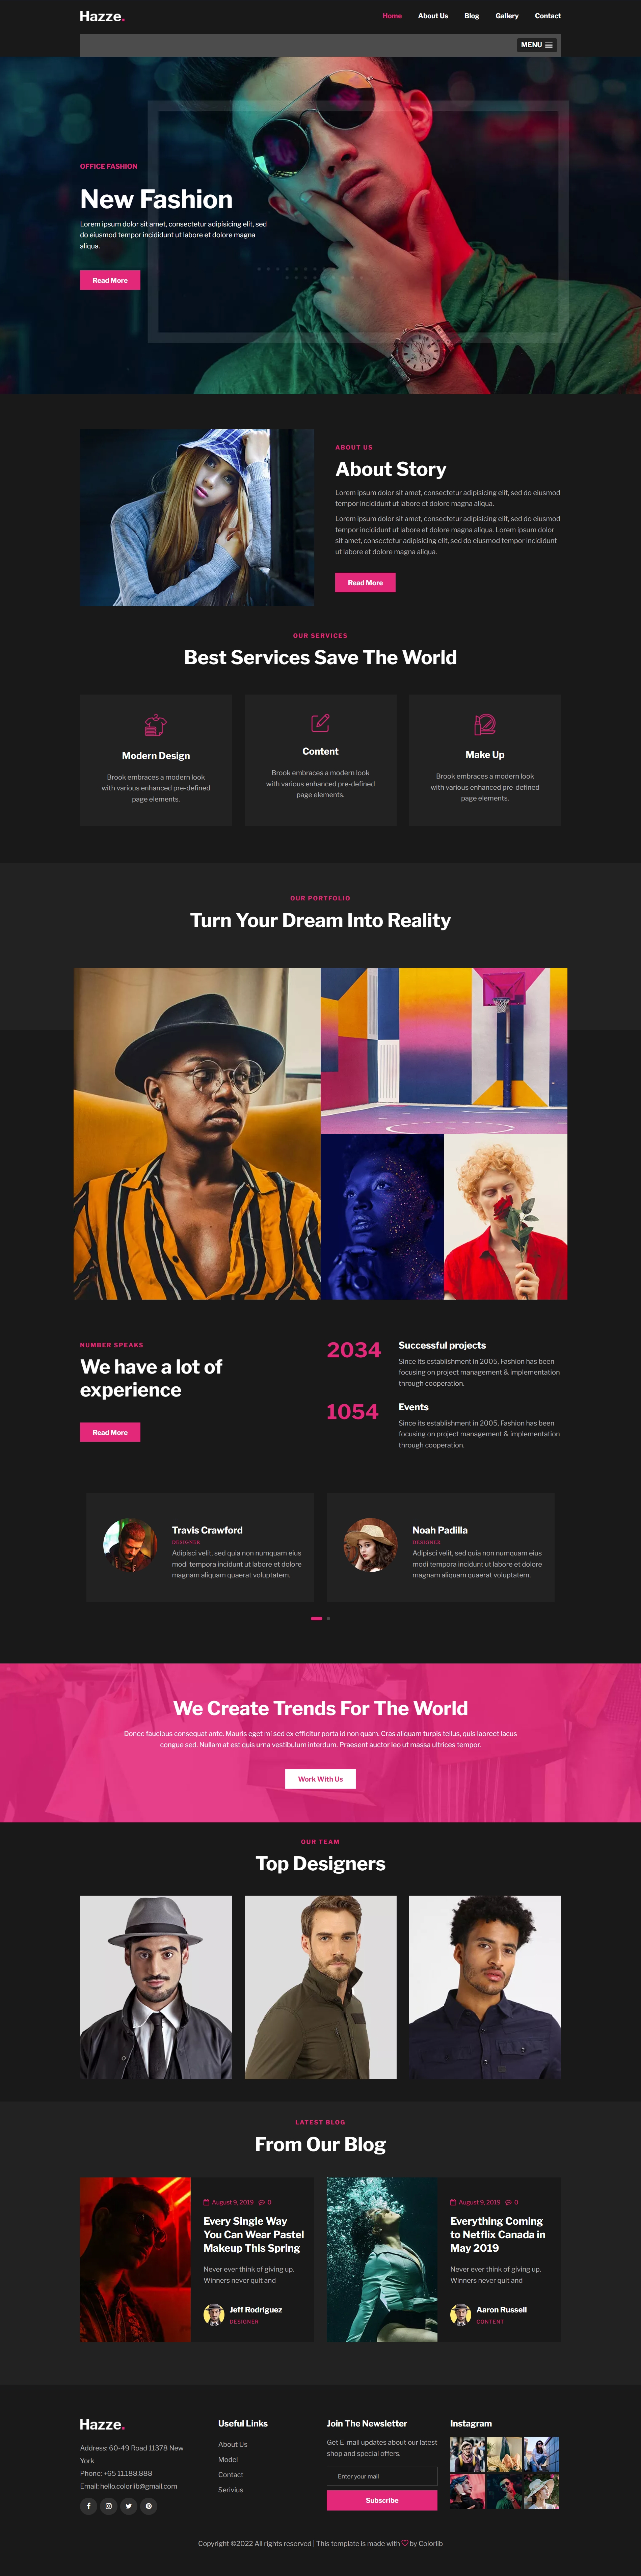 Hazze.
Home About Us Blog Gallery Contact
MENU
OFFICE FASHION
New Fashion
Lorem ipsum dolor sit amet, consectetur adipisicing elit, sed
do eiusmod tempor incididunt ut labore et dolore magna
aliqua.
Read More
ABOUT US
About Story
Lorem ipsum dolor sit amet, consectetur adipisicing elit, sed do eiusmod
tempor incididunt ut labore et dolore magna aliqua.
Lorem ipsum dolor sit amet, consectetur adipisicing elit, sed do eiusmod
tempor incididunt ut labore et dolore magna aliqua. Lorem ipsum dolor
sit amet, consectetur adipisicing elit, sed do eiusmod tempor incididunt
ut labore et dolore magna aliqua.
Read More
OUR SERVICES
Best Services Save The World
Modern Design
Brook embraces a modern look
with various enhanced pre-defined
page elements.
Content
Brook embraces a modern look
with various enhanced pre-defined
page elements.
Make Up
Brook embraces a modern look
with various enhanced pre-defined
page elements.
OUR PORTFOLIO
Turn Your Dream Into Reality
NUMBER SPEAKS
We have a lot of
experience
Read More
2034
Successful projects
Since its establishment in 2005, Fashion has been
focusing on project management & implementation
through cooperation.
1054
Events
Since its establishment in 2005, Fashion has been
focusing on project management & implementation
through cooperation.
Travis Crawford
DESIGNER
Adipisci velit, sed quia non numquam eius
modi tempora incidunt ut labore et dolore
magnam aliquam quaerat voluptatem.
Noah Padilla
DESIGNER
Adipisci velit, sed quia non numquam eius
modi tempora incidunt ut labore et dolore
magnam aliquam quaerat voluptatem.
We Create Trends For The World
Donec faucibus consequat ante. Mauris eget mi sed ex efficitur porta id non quam. Cras aliquam turpis tellus, quis laoreet lacus
congue sed. Nullam at est quis urna vestibulum interdum. Praesent auctor leo ut massa ultrices tempor.
Work With Us
OUR TEAM
Top Designers
LATEST BLOG
From Our Blog
August 9, 2019 0
Every Single Way
You Can Wear Pastel
Makeup This Spring
Never ever think of giving up.
Winners never quit and
Jeff Rodriguez
DESIGNER
August 9, 2019 0
Everything Coming
to Netflix Canada in
May 2019
Never ever think of giving up.
Winners never quit and
Aaron Russell
CONTENT
Hazze.
Address: 60-49 Road 11378 New
York
Phone: +65 11.188.888
Email: hello.colorlib@gmail.com
Useful Links
About Us
Model
Contact
Serivius
Join The Newsletter
Get E-mail updates about our latest
shop and special offers.
Enter your mail
Subscribe
Instagram
Copyright ©2022 All rights reserved | This template is made with by Colorlib